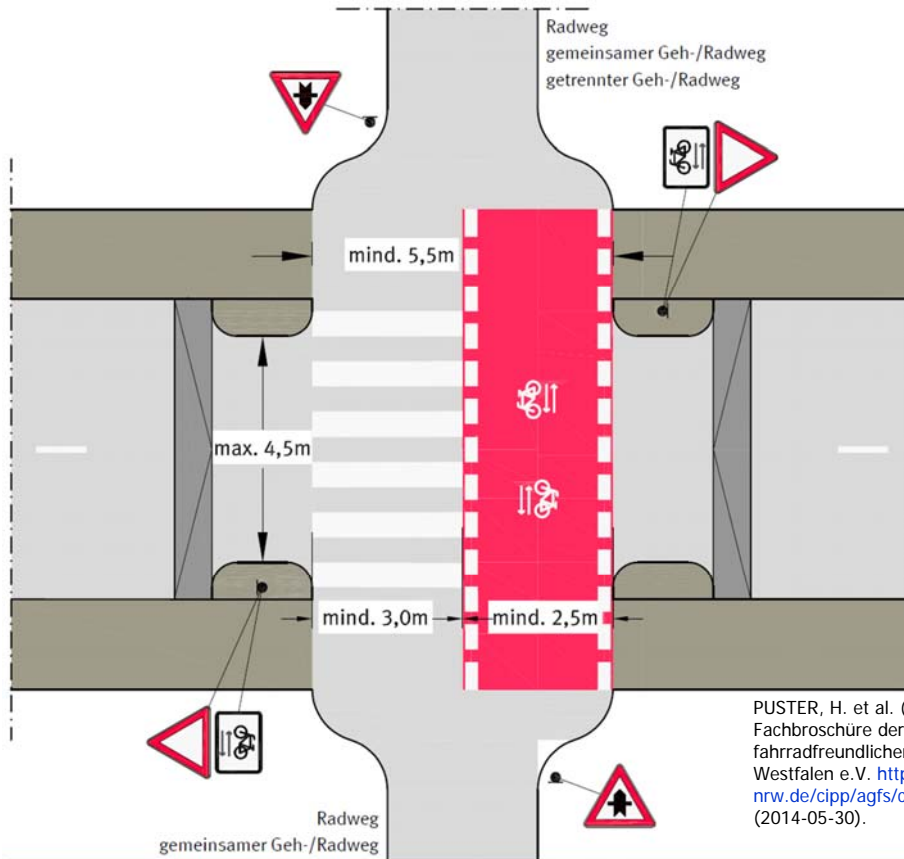 Radweg
gemeinsamer Geh-/Radweg
getrennter Geh-/Radweg
mind. 5,5m
max. 4,5m
mind. 3,0m
mind. 2,5m
PUSTER, H. et al. (
Fachbroschüre der
fahrradfreundlicher
Westfalen e.V. http
nrw.de/cipp/agfs/c
(2014-05-30).
Radweg
gemeinsamer Geh-/Radweg